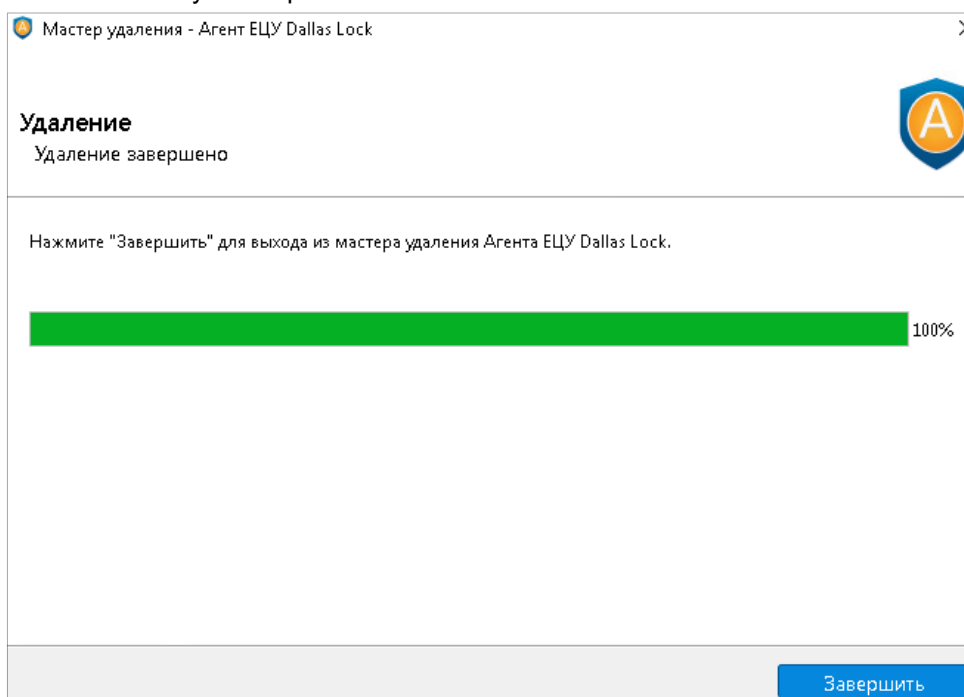 Мастер удаления - Агент ЕЦУ Dallas Lock
Удаление
Удаление завершено
A
Нажмите "Завершить" для выхода из мастера удаления Агента ЕЦУ Dallas Lock.
100%
Завершить